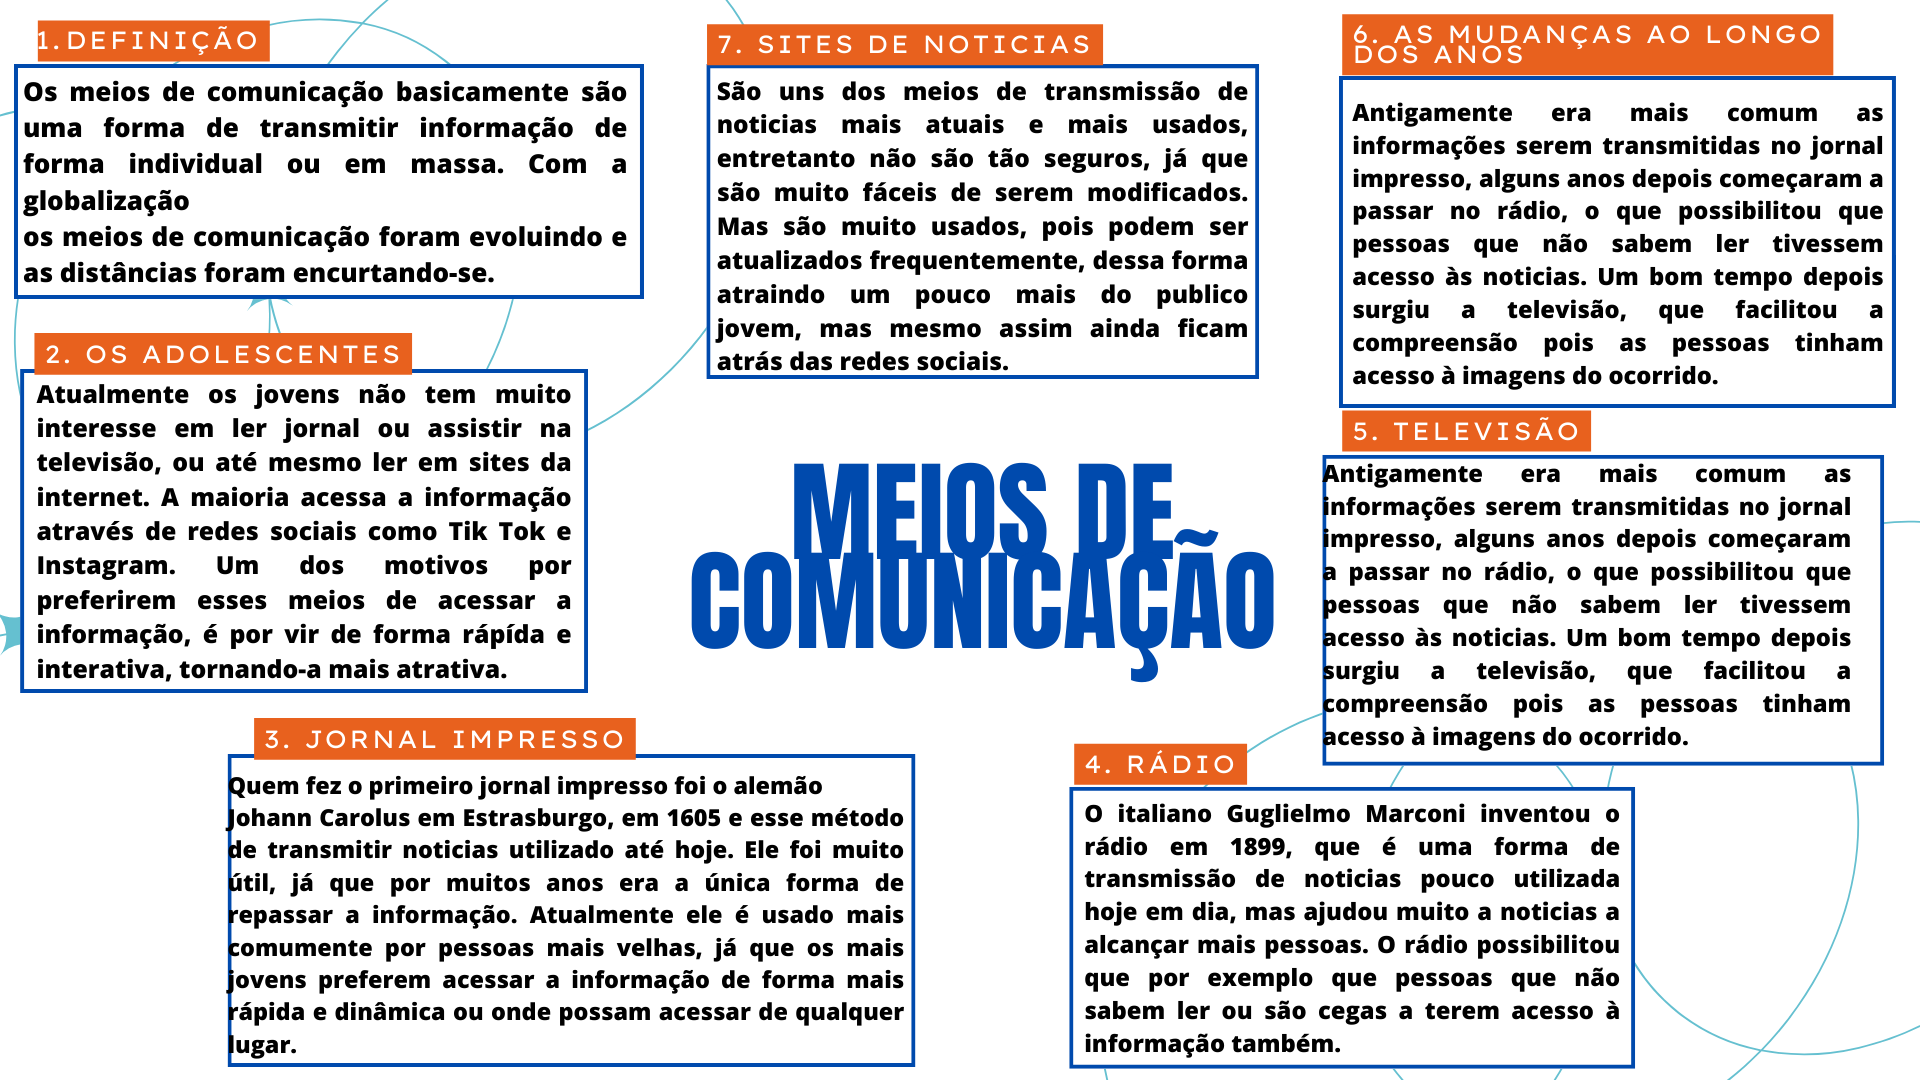 1.DEFINIÇÃO
Os meios de comunicação basicamente são
uma forma de transmitir informação de
forma individual ou em massa. Com a
globalização
os meios de comunicação foram evoluindo e
as distâncias foram encurtando-se.
2. OS ADOLESCENTES
Atualmente os jovens não tem muito
interesse em ler jornal ou assistir na
televisão, ou até mesmo ler em sites da
internet. A maioria acessa a informação
através de redes sociais como Tik Tok e
Instagram. Um dos motivos por
preferirem esses meios de acessar a
informação, é por vir de forma rápída e
interativa, tornando-a mais atrativa.
3. JORNAL IMPRESSO
Quem fez o primeiro jornal impresso foi o alemão
Johann Carolus em Estrasburgo, em 1605 e esse método
de transmitir noticias utilizado até hoje. Ele foi muito
útil, já que por muitos anos era a única forma de
repassar a informação. Atualmente ele é usado mais
comumente por pessoas mais velhas, já que os mais
jovens preferem acessar a informação de forma mais
rápida e dinâmica ou onde possam acessar de qualquer
lugar.
7. SITES DE NOTICIAS
São uns dos meios de transmissão de
noticias mais atuais e mais usados,
entretanto não são tão seguros, já que
são muito fáceis de serem modificados.
Mas são muito usados, pois podem ser
atualizados frequentemente, dessa forma
atraindo um pouco mais do publico
jovem, mas mesmo assim ainda ficam
atrás das redes sociais.
MEIOS DE
COMUNICAÇÃO
6. AS MUDANÇAS AO LONGO
DOS ANOS
Antigamente era mais comum as
informações serem transmitidas no jornal
impresso, alguns anos depois começaram a
passar no rádio, o que possibilitou que
pessoas que não sabem ler tivessem
acesso às noticias. Um bom tempo depois
surgiu a televisão, que facilitou a
compreensão pois as pessoas tinham
acesso à imagens do ocorrido.
5. TELEVISÃO
Antigamente era mais comum as
informações serem transmitidas no jornal
impresso, alguns anos depois começaram
a passar no rádio, o que possibilitou que
pessoas que não sabem ler tivessem
acesso às noticias. Um bom tempo depois
surgiu a televisão, que facilitou a
compreensão pois as pessoas tinham
acesso à imagens do ocorrido.
4. RÁDIO
O italiano Guglielmo Marconi inventou o
rádio em 1899, que é uma forma de
transmissão de noticias pouco utilizada
hoje em dia, mas ajudou muito a noticias a
alcançar mais pessoas. O rádio possibilitou
que por exemplo que pessoas que não
sabem ler ou são cegas a terem acesso à
informação também.